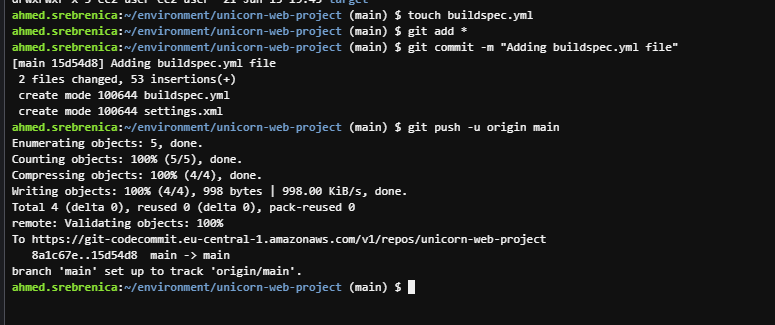 ahmed.srebrenica:~/environment/unicorn-web-project (main) $ touch buildspec.yml
ahmed.srebrenica:~/environment/unicorn-web-project (main) $ git add *
ahmed.srebrenica:~/environment/unicorn-web-project (main) $ git commit -m "Adding buildspec.yml file"
[main 15d54d8] Adding buildspec.yml file
 2 files changed, 53 insertions(+)
 create mode 100644 buildspec.yml
 create mode 100644 settings.xml
ahmed.srebrenica:~/environment/unicorn-web-project (main) $ git push -u origin main
Enumerating objects: 5, done.
Counting objects: 100% (5/5), done.
Compressing objects: 100% (4/4), done.
Writing objects: 100% (4/4), 998 bytes | 998.00 KiB/s, done.
Total 4 (delta 0), reused 0 (delta 0), pack-reused 0
remote: Validating objects: 100%
To https://git-codecommit.eu-central-1.amazonaws.com/v1/repos/unicorn-web-project
   8a1c67e..15d54d8  main -> main
branch 'main' set up to track 'origin/main'.
ahmed.srebrenica:~/environment/unicorn-web-project (main) $